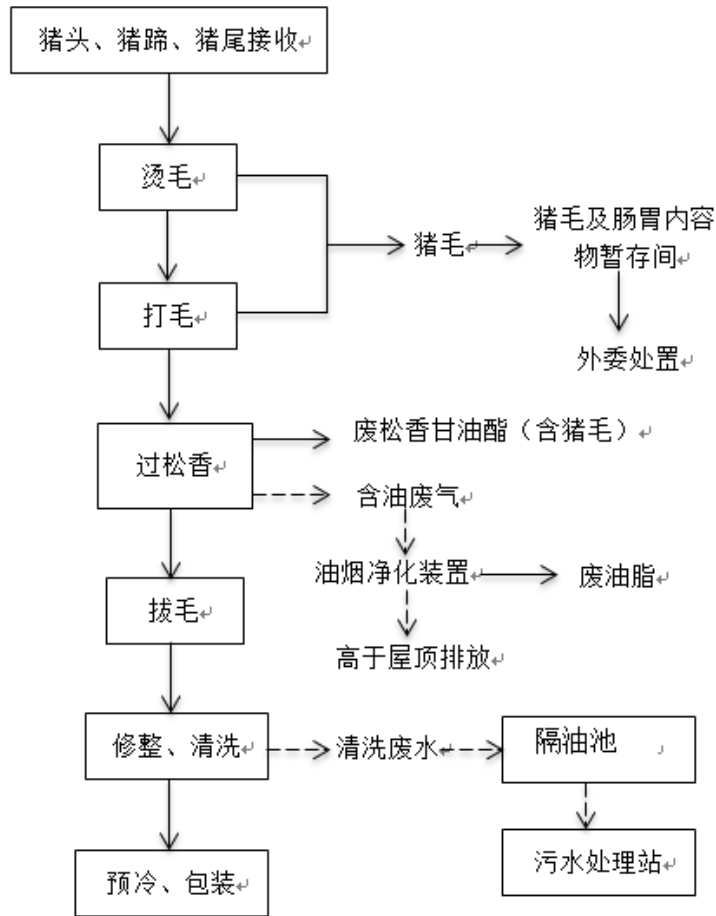 猪头、猪蹄、猪尾接收
烫毛
猪毛
猪毛及肠胃内容
物暂存间
打毛
外委处置
过松香
废松香甘油酯（含猪毛）
含油废气
油烟净化装置
废油脂
拔毛
高于屋顶排放
修整、清洗
清洗废水
隔油池
预冷、包装
污水处理站